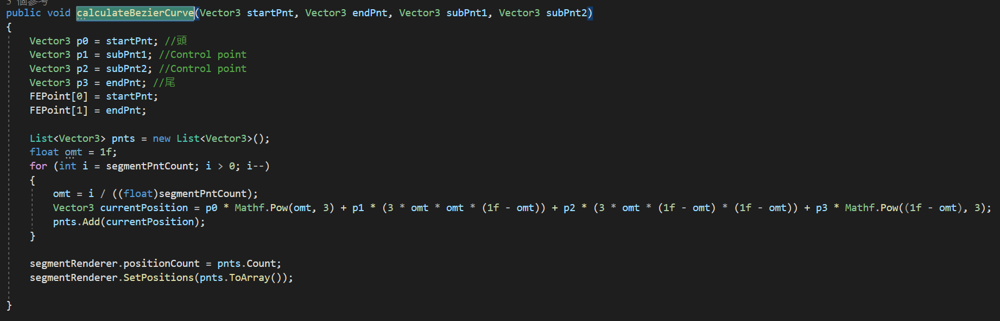 個參考
public void calculateBezierCurve(Vector3 startPnt, Vector3 endPnt, Vector3 subPnt1, Vector3 subPnt2)
{
    Vector3 p0 = startPnt; //頭
    Vector3 p1 = subPnt1; //Control point
    Vector3 p2 = subPnt2; //Control point
    Vector3 p3 = endPnt; //尾
    FEPoint[0] = startPnt;
    FEPoint[1] = endPnt;

    List<Vector3> pnts = new List<Vector3>();
    float omt = 1f;
    for (int i = segmentPntCount; i > 0; i--)
    {
        omt = i / ((float)segmentPntCount);
        Vector3 currentPosition = p0 * Mathf.Pow(omt, 3) + p1 * (3 * omt * omt * (1f - omt)) + p2 * (3 * omt * (1f - omt) * (1f - omt)) + p3 * Mathf.Pow((1f - omt), 3);
        pnts.Add(currentPosition);
    }

    segmentRenderer.positionCount = pnts.Count;
    segmentRenderer.SetPositions(pnts.ToArray());

}